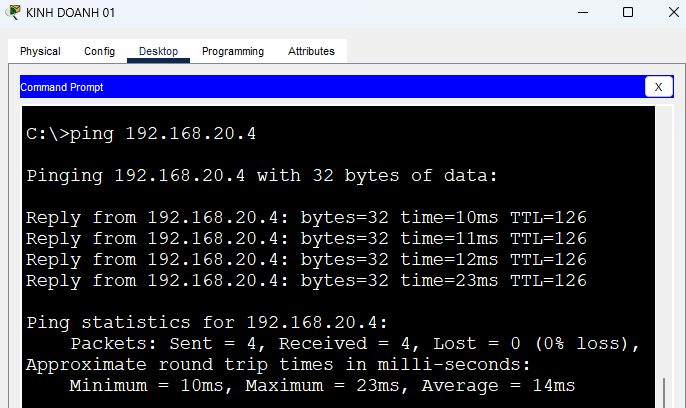 KINH DOANH 01
Physical Config Desktop Programming Attributes
Command Prompt X
C:\>ping 192.168.20.4
Pinging 192.168.20.4 with 32 bytes of data:
Reply from 192.168.20.4: bytes=32 time=10ms TTL=126
Reply from 192.168.20.4: bytes=32 time=11ms TTL=126
Reply from 192.168.20.4: bytes=32 time=12ms TTL=126
Reply from 192.168.20.4: bytes=32 time=23ms TTL=126
Ping statistics for 192.168.20.4:
Packets: Sent = 4, Received = 4, Lost = 0 (0% loss),
Approximate round trip times in milli-seconds:
Minimum = 10ms, Maximum = 23ms, Average = 14ms